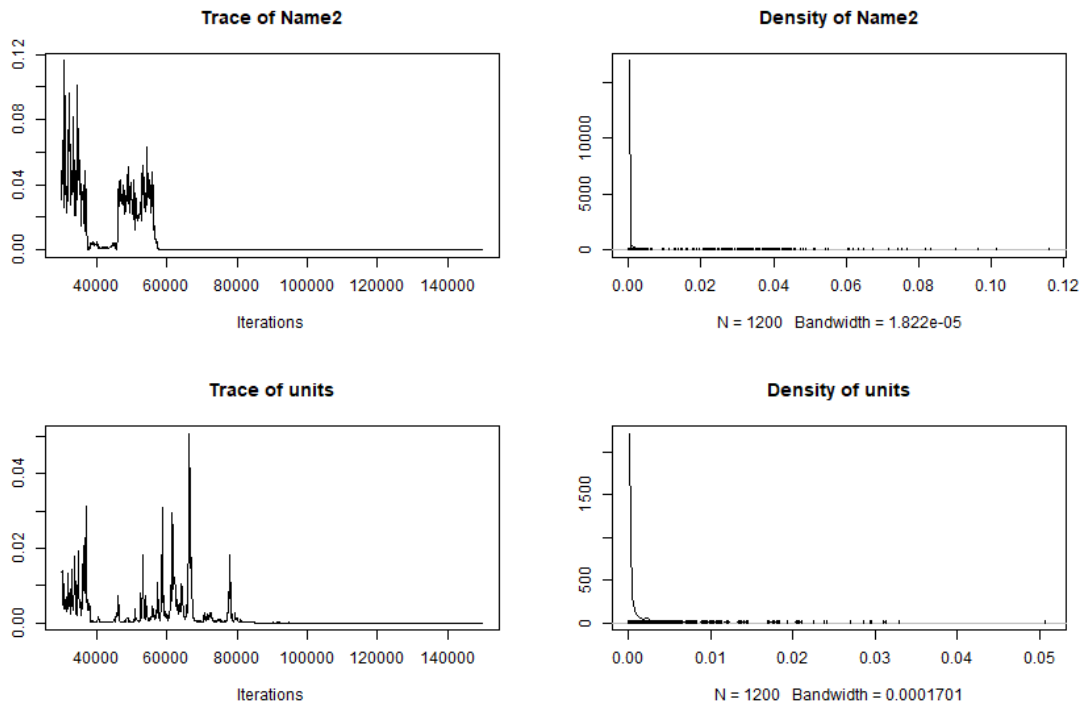 Trace of Name2
0.00 0.04 0.08 0.12
40000 60000 80000 100000 120000 140000
Iterations
Density of Name2
0 5000 10000
0.00 0.02 0.04 0.06 0.08 0.10 0.12
N = 1200 Bandwidth = 1.822e-05
Trace of units
0.00 0.02 0.04
40000 60000 80000 100000 120000 140000
Iterations
Density of units
0 500 1500
0.00 0.01 0.02 0.03 0.04 0.05
N = 1200 Bandwidth = 0.0001701